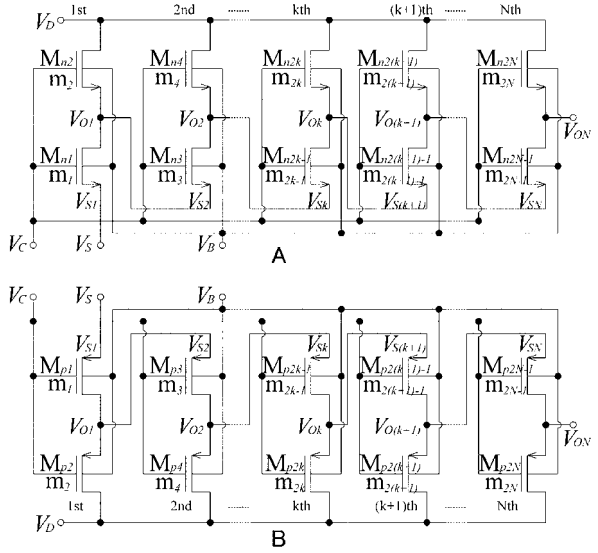 1st 2nd ........ kth (k+1)th ........ Nth
V_D
M_n2 M_n4 M_n2k M_n2(k+1) M_n2N
m_2 m_4 m_2k m_2(k+1) m_2N
V_O1 V_O2 V_Ok V_O(k-1) V_ON
M_n1 M_n3 M_n2k-1 M_n2(k+1)-1 M_n2N-1
m_1 m_3 m_2k-1 m_2(k+1)-1 m_2N-1
V_S1 V_S2 V_Sk V_S(k+1) V_SN
V_C V_S V_B
A
V_C V_S V_B
V_S1 V_S2 V_Sk V_S(k+1) V_SN
M_p1 M_p3 M_p2k-1 M_p2(k+1)-1 M_p2N-1
m_1 m_3 m_2k-1 m_2(k+1)-1 m_2N-1
V_O1 V_O2 V_Ok V_O(k-1) V_ON
M_p2 M_p4 M_p2k M_p2(k+1) M_p2N
m_2 m_4 m_2k m_2(k+1) m_2N
1st 2nd ........ kth (k+1)th ........ Nth
V_D
B